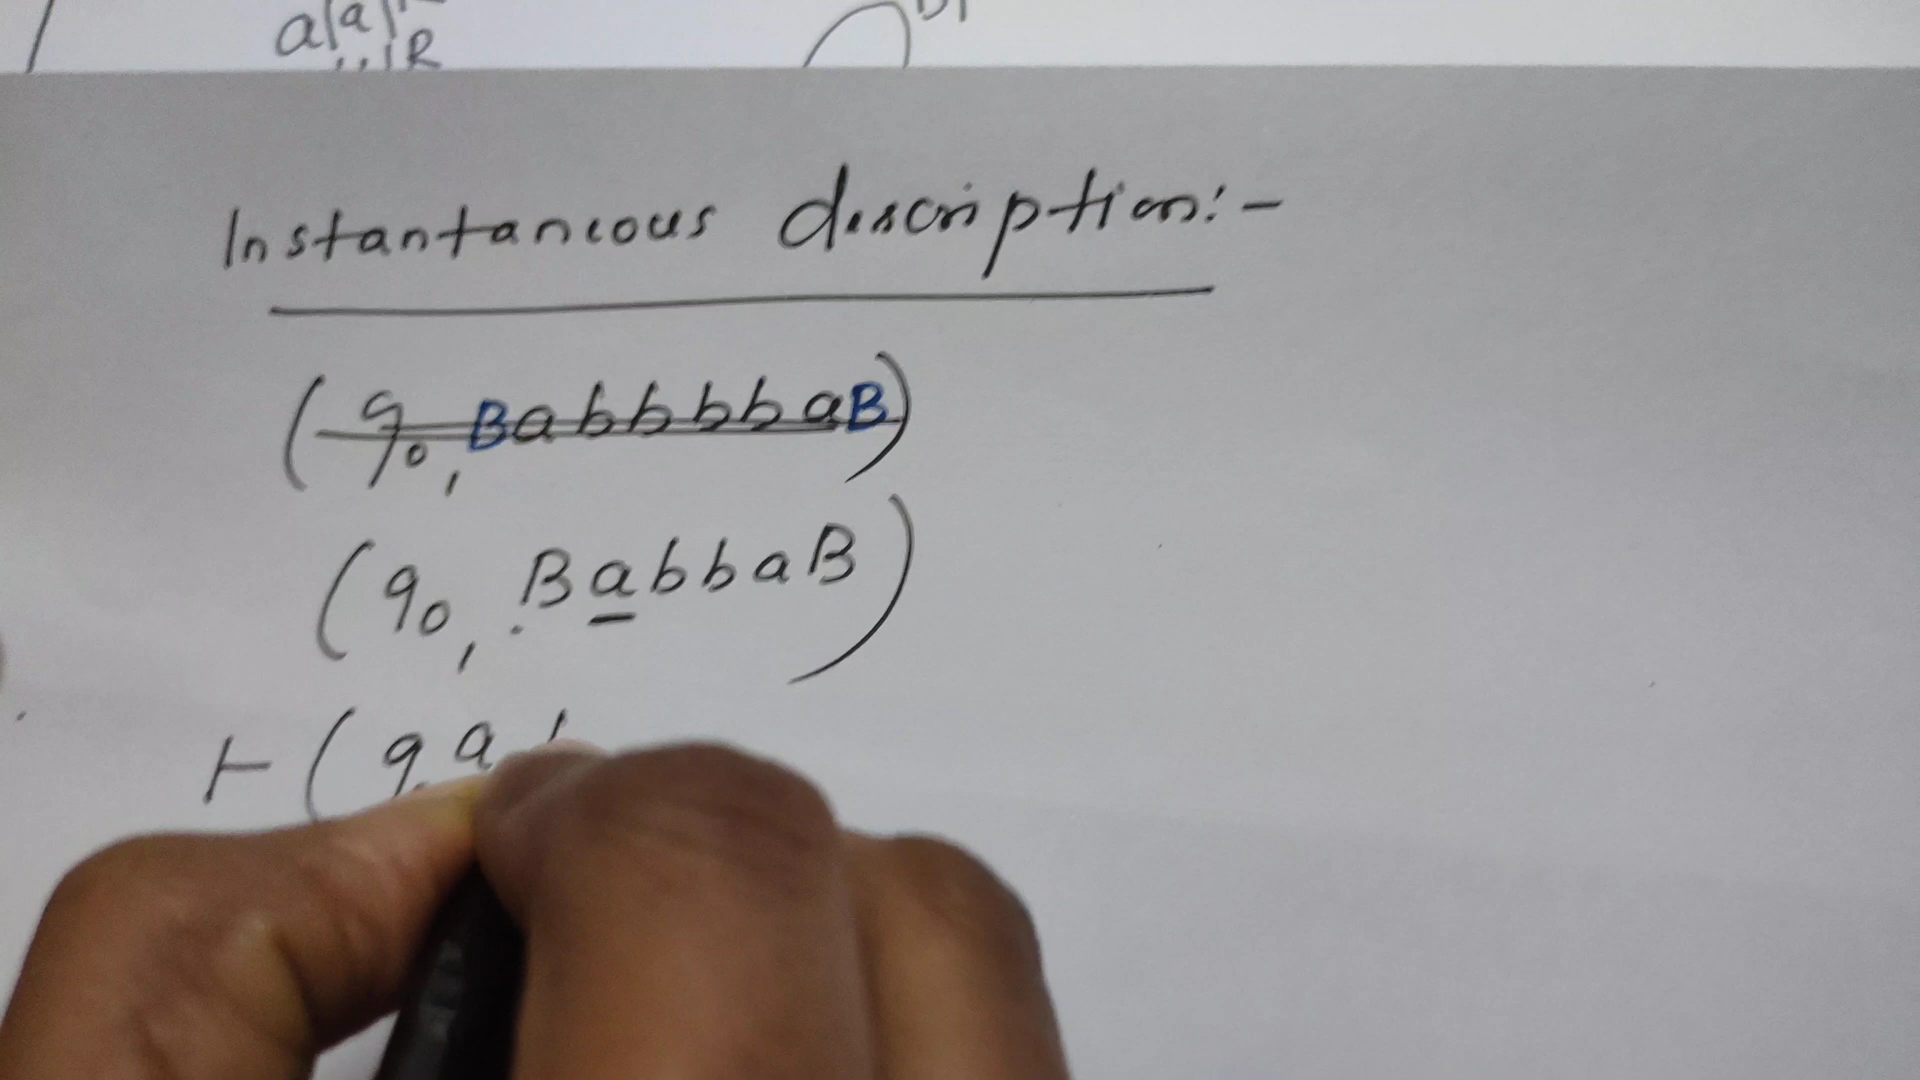 a|a|
R
Instantaneous description:-
(q0, BabbbbaB)
(q0, BabbaB)
⊢ (q a